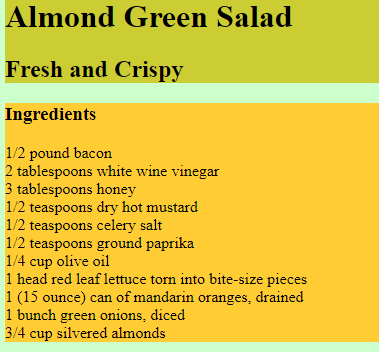 Almond Green Salad
Fresh and Crispy
Ingredients
1/2 pound bacon
2 tablespoons white wine vinegar
3 tablespoons honey
1/2 teaspoons dry hot mustard
1/2 teaspoons celery salt
1/2 teaspoons ground paprika
1/4 cup olive oil
1 head red leaf lettuce torn into bite-size pieces
1 (15 ounce) can of mandarin oranges, drained
1 bunch green onions, diced
3/4 cup silvered almonds